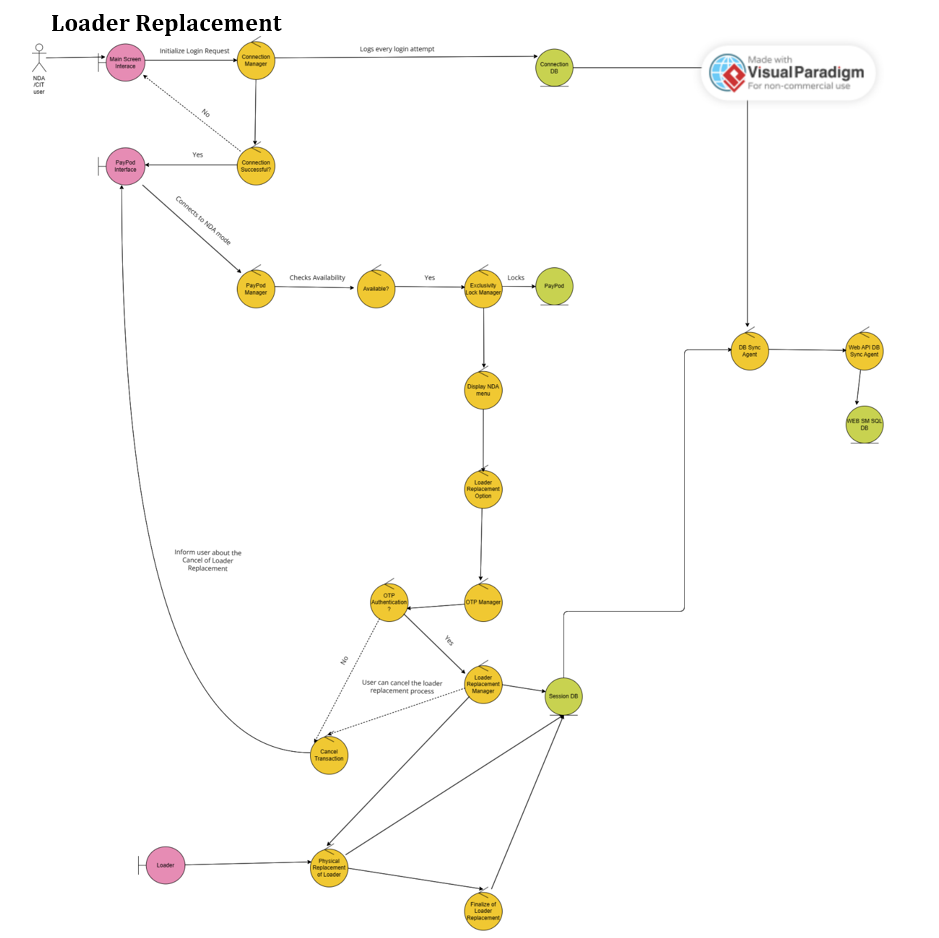 Loader Replacement
NDA
/CIT
user
Main Screen
Interace
Initialize Login Request
Connection
Manager
Logs every login attempt
Connection
DB
Made with
Visual Paradigm
For non-commercial use
No
PayPod
Interface
Yes
Connection
Successful?
Connects to NDA mode
PayPod
Manager
Checks Availability
Available?
Yes
Exclusivity
Lock Manager
Locks
PayPod
DB Sync
Agent
Web API DB
Sync Agent
Display NDA
menu
WEB SM SQL
DB
Loader
Replacement
Option
Inform user about the
Cancel of Loader
Replacement
OTP
Authentication
?
OTP Manager
Yes
No
User can cancel the loader
replacement process
Loader
Replacement
Manager
Session DB
Cancel
Transaction
Loader
Physical
Replacement
of Loader
Finalize of
Loader
Replacement